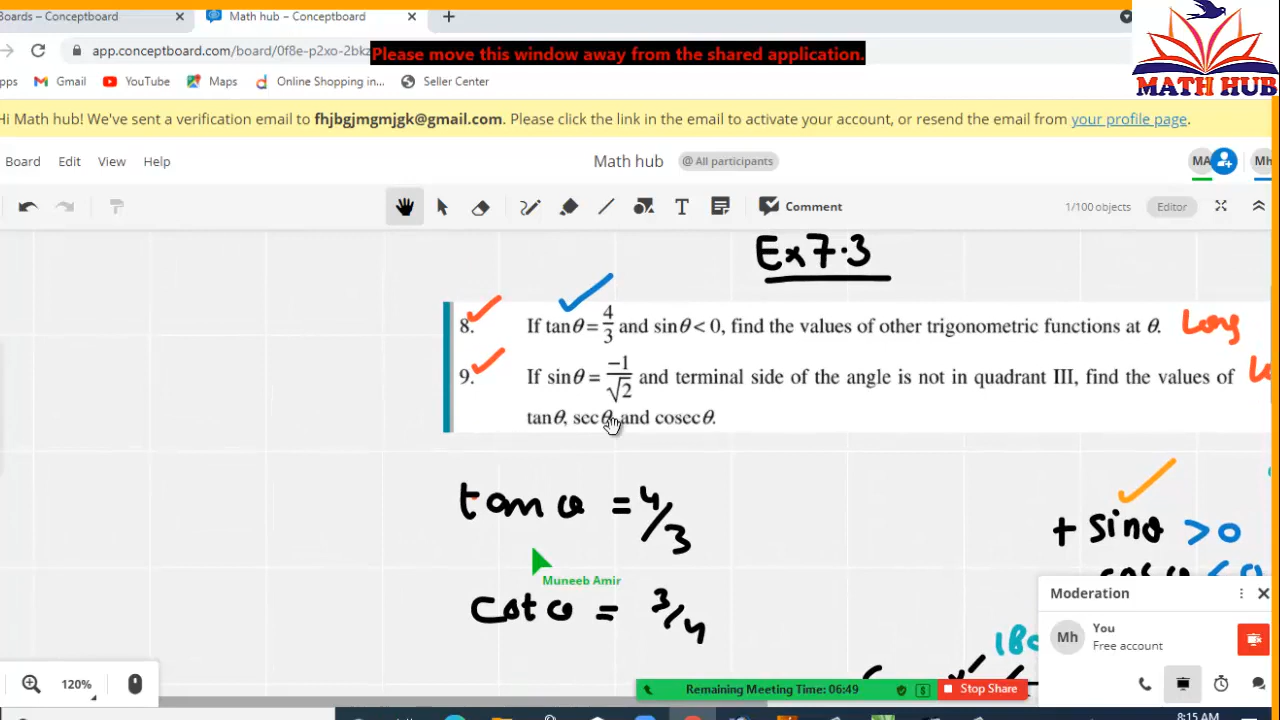 Boards – Conceptboard × Math hub – Conceptboard × +
app.conceptboard.com/board/0f8e-p2xo-2bkz
Please move this window away from the shared application.
pps Gmail YouTube Maps Online Shopping in... Seller Center
MATH HUB
Hi Math hub! We've sent a verification email to fhjbgjmgmjgk@gmail.com. Please click the link in the email to activate your account, or resend the email from your profile page.
Board Edit View Help Math hub @ All participants MA Mh
T Comment 1/100 objects Editor
Ex 7.3
8. If tanθ = 4/3 and sinθ < 0, find the values of other trigonometric functions at θ. Long
9. If sinθ = −1/√2 and terminal side of the angle is not in quadrant III, find the values of
tanθ, secθ and cosecθ.
tan θ = 4/3
+ sinθ > 0
Muneeb Amir
cot θ = 3/4
Moderation
Mh You
Free account
120%
Remaining Meeting Time: 06:49 Stop Share
8:15 AM